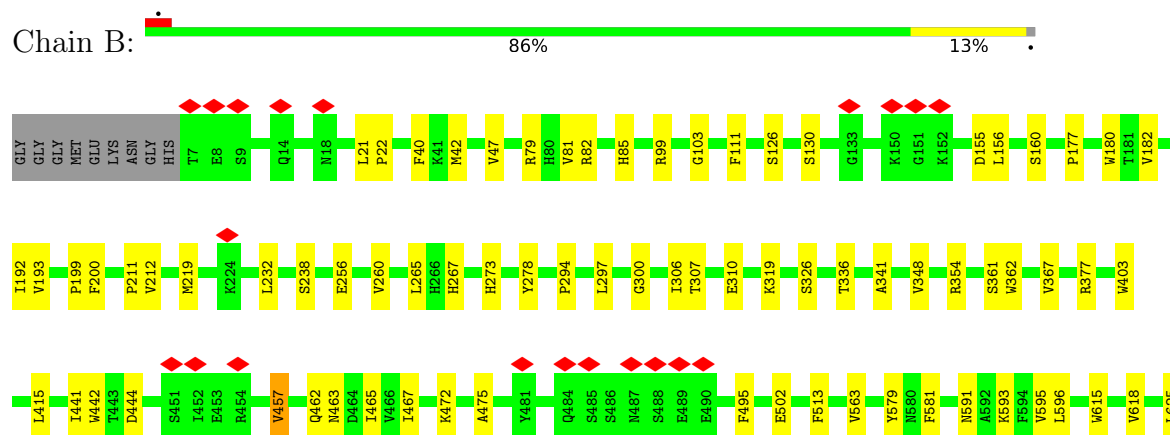 Chain B:
86% 13%
GLY GLY GLY MET GLU LYS ASN GLY HIS T7 E8 S9 Q14 N18 L21 P22 F40 K41 M42 V47 R79 H80 V81 R82 H85 R99 G103 F111 S126 S130 G133 K150 G151 K152 D155 L156 S160 P177 W180 T181 V182
I192 V193 P199 F200 P211 V212 M219 K224 L232 S238 E256 V260 L265 H266 H267 H273 Y278 P294 L297 G300 I306 T307 E310 K319 S326 T336 A341 V348 R354 S361 W362 V367 R377 W403
L415 I441 W442 T443 D444 S451 I452 E453 R454 V457 Q462 N463 D464 I465 V466 I467 K472 A475 Y481 Q484 S485 S486 N487 S488 E489 E490 F495 E502 F513 V563 Y579 N580 F581 N591 A592 K593 F594 V595 L596 W615 V618